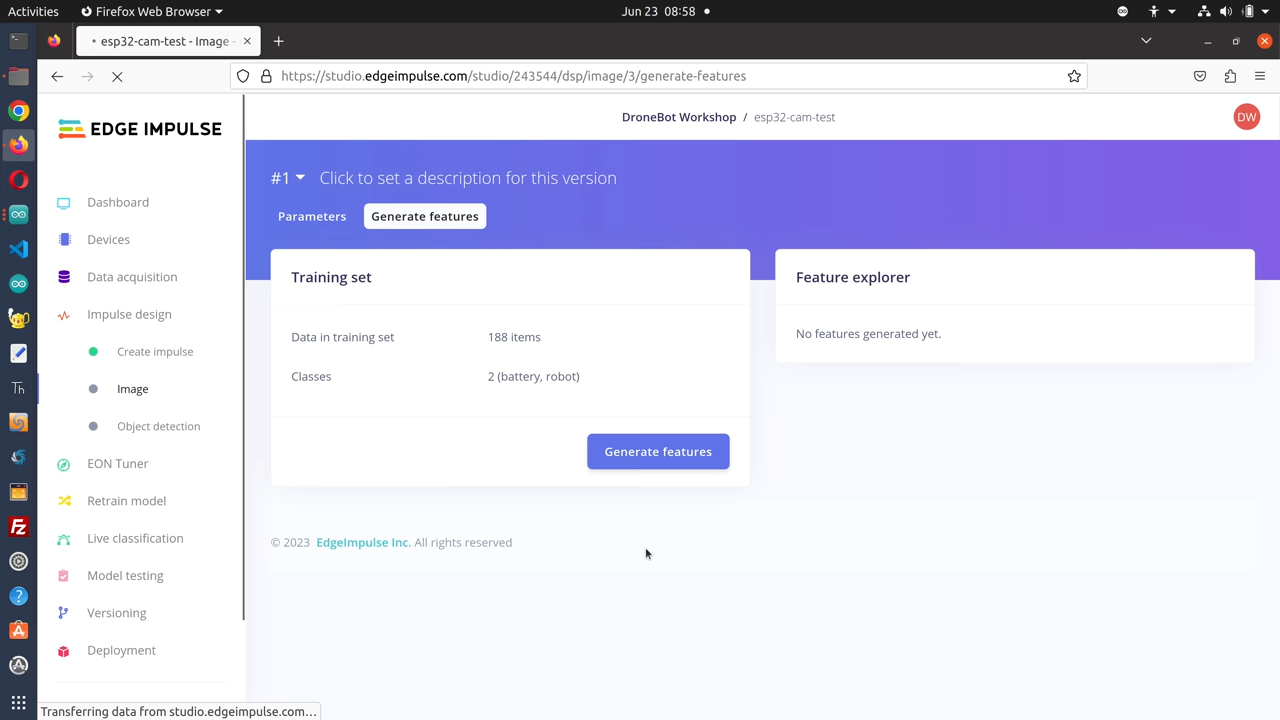 Activities
Firefox Web Browser
Jun 23 08:58
esp32-cam-test - Image -
https://studio.edgeimpulse.com/studio/243544/dsp/image/3/generate-features
EDGE IMPULSE
DroneBot Workshop / esp32-cam-test
DW
#1 Click to set a description for this version
Parameters
Generate features
Dashboard
Devices
Data acquisition
Impulse design
Create impulse
Image
Object detection
EON Tuner
Retrain model
Live classification
Model testing
Versioning
Deployment
Training set
Data in training set 188 items
Classes 2 (battery, robot)
Generate features
Feature explorer
No features generated yet.
© 2023 EdgeImpulse Inc. All rights reserved
Th
Fz
Transferring data from studio.edgeimpulse.com…